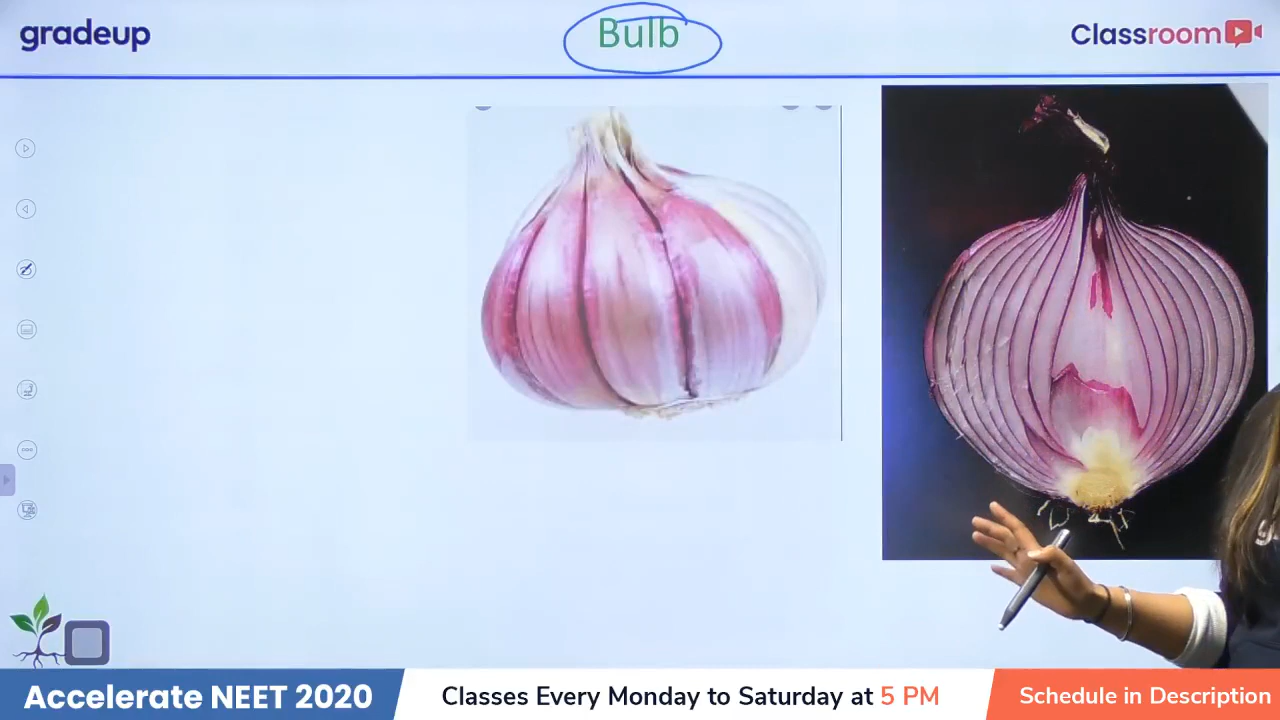 gradeup
Bulb
Classroom
Accelerate NEET 2020
Classes Every Monday to Saturday at 5 PM
Schedule in Description